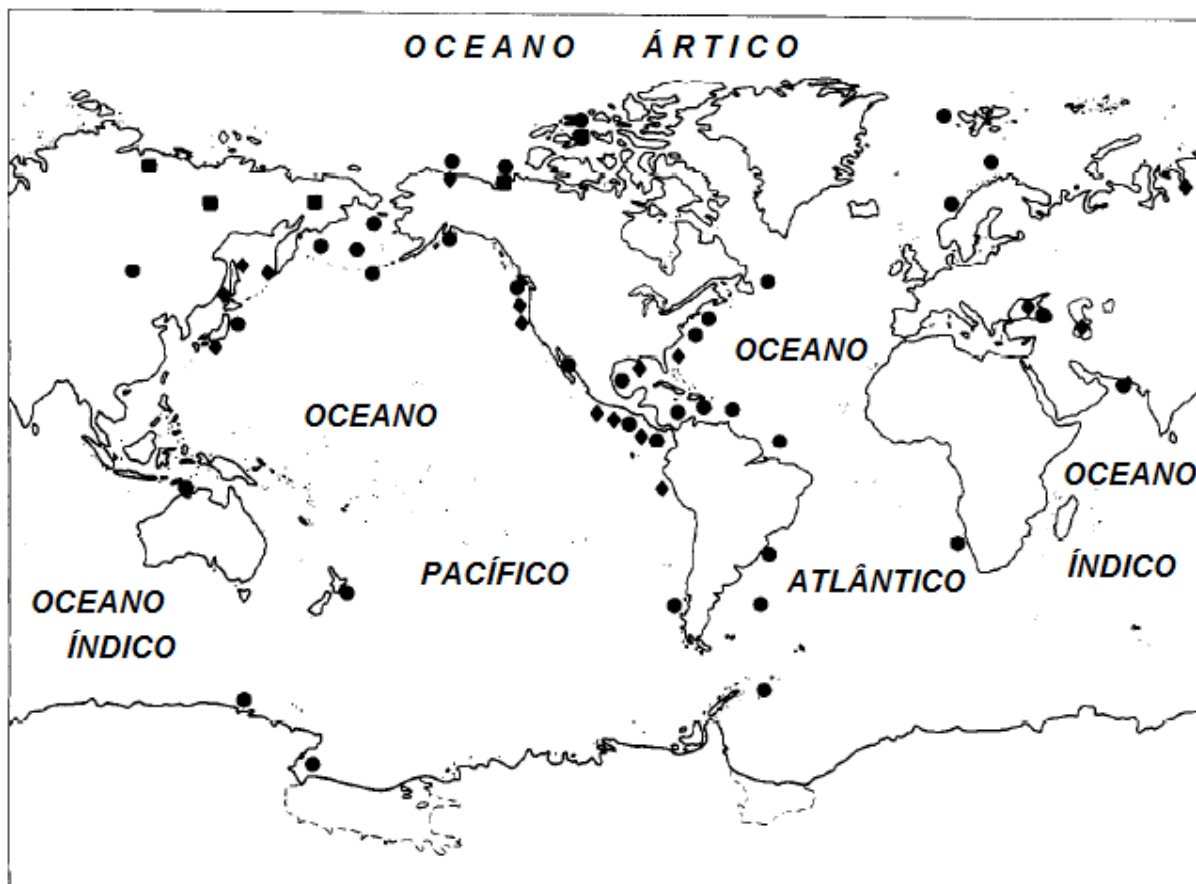 OCEANO ÁRTICO
OCEANO
OCEANO
OCEANO
PACÍFICO
ATLÂNTICO
ÍNDICO
OCEANO
ÍNDICO